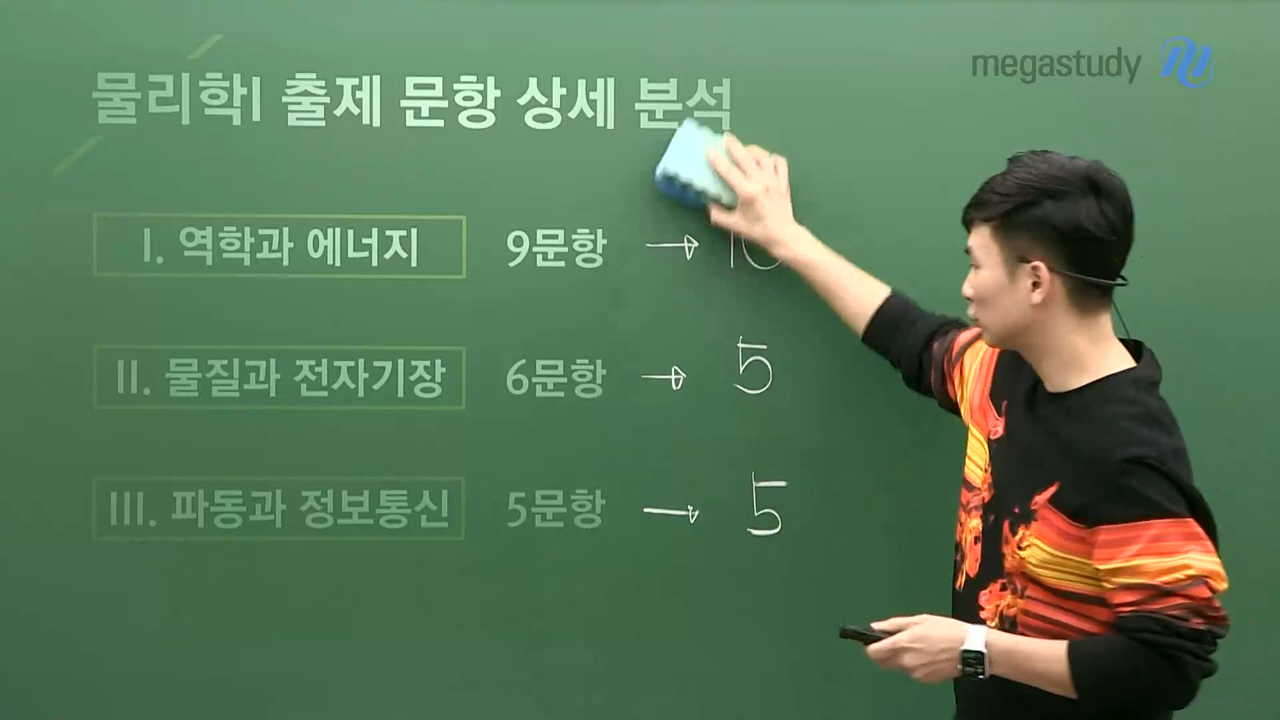 megastudy
물리학I 출제 문항 상세 분석
I. 역학과 에너지 9문항 → 10
II. 물질과 전자기장 6문항 → 5
III. 파동과 정보통신 5문항 → 5